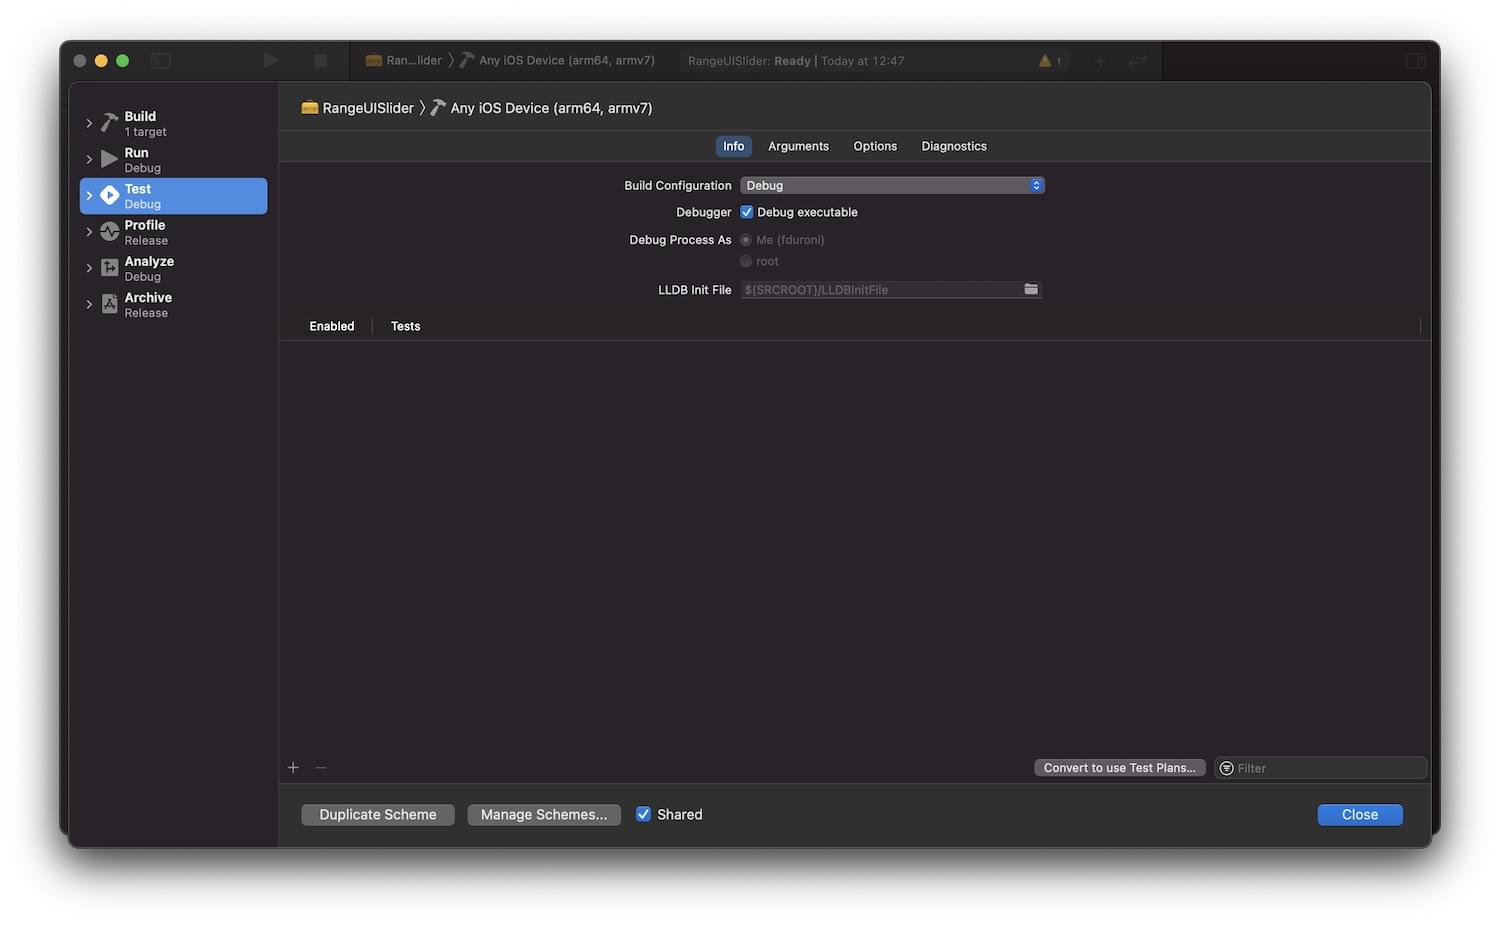 Ran...lider 〉 Any iOS Device (arm64, armv7)
RangeUISlider: Ready | Today at 12:47
1
RangeUISlider 〉 Any iOS Device (arm64, armv7)
Build
1 target
Run
Debug
Test
Debug
Profile
Release
Analyze
Debug
Archive
Release
Info Arguments Options Diagnostics
Build Configuration Debug
Debugger Debug executable
Debug Process As Me (fduroni)
root
LLDB Init File $(SRCROOT)/LLDBInitFile
Enabled Tests
Convert to use Test Plans... Filter
Duplicate Scheme Manage Schemes... Shared Close